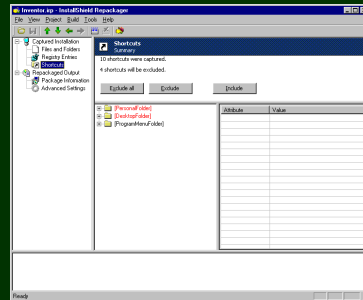 Inventor.irp - InstallShield Repackager
File View Project Build Tools Help
Captured Installation
Files and Folders
Registry Entries
Shortcuts
Repackaged Output
Package Information
Advanced Settings
Shortcuts
Summary
10 shortcuts were captured.
4 shortcuts will be excluded.
Exclude all Exclude Include
[PersonalFolder]
[DesktopFolder]
[ProgramMenuFolder]
Attribute Value
Ready